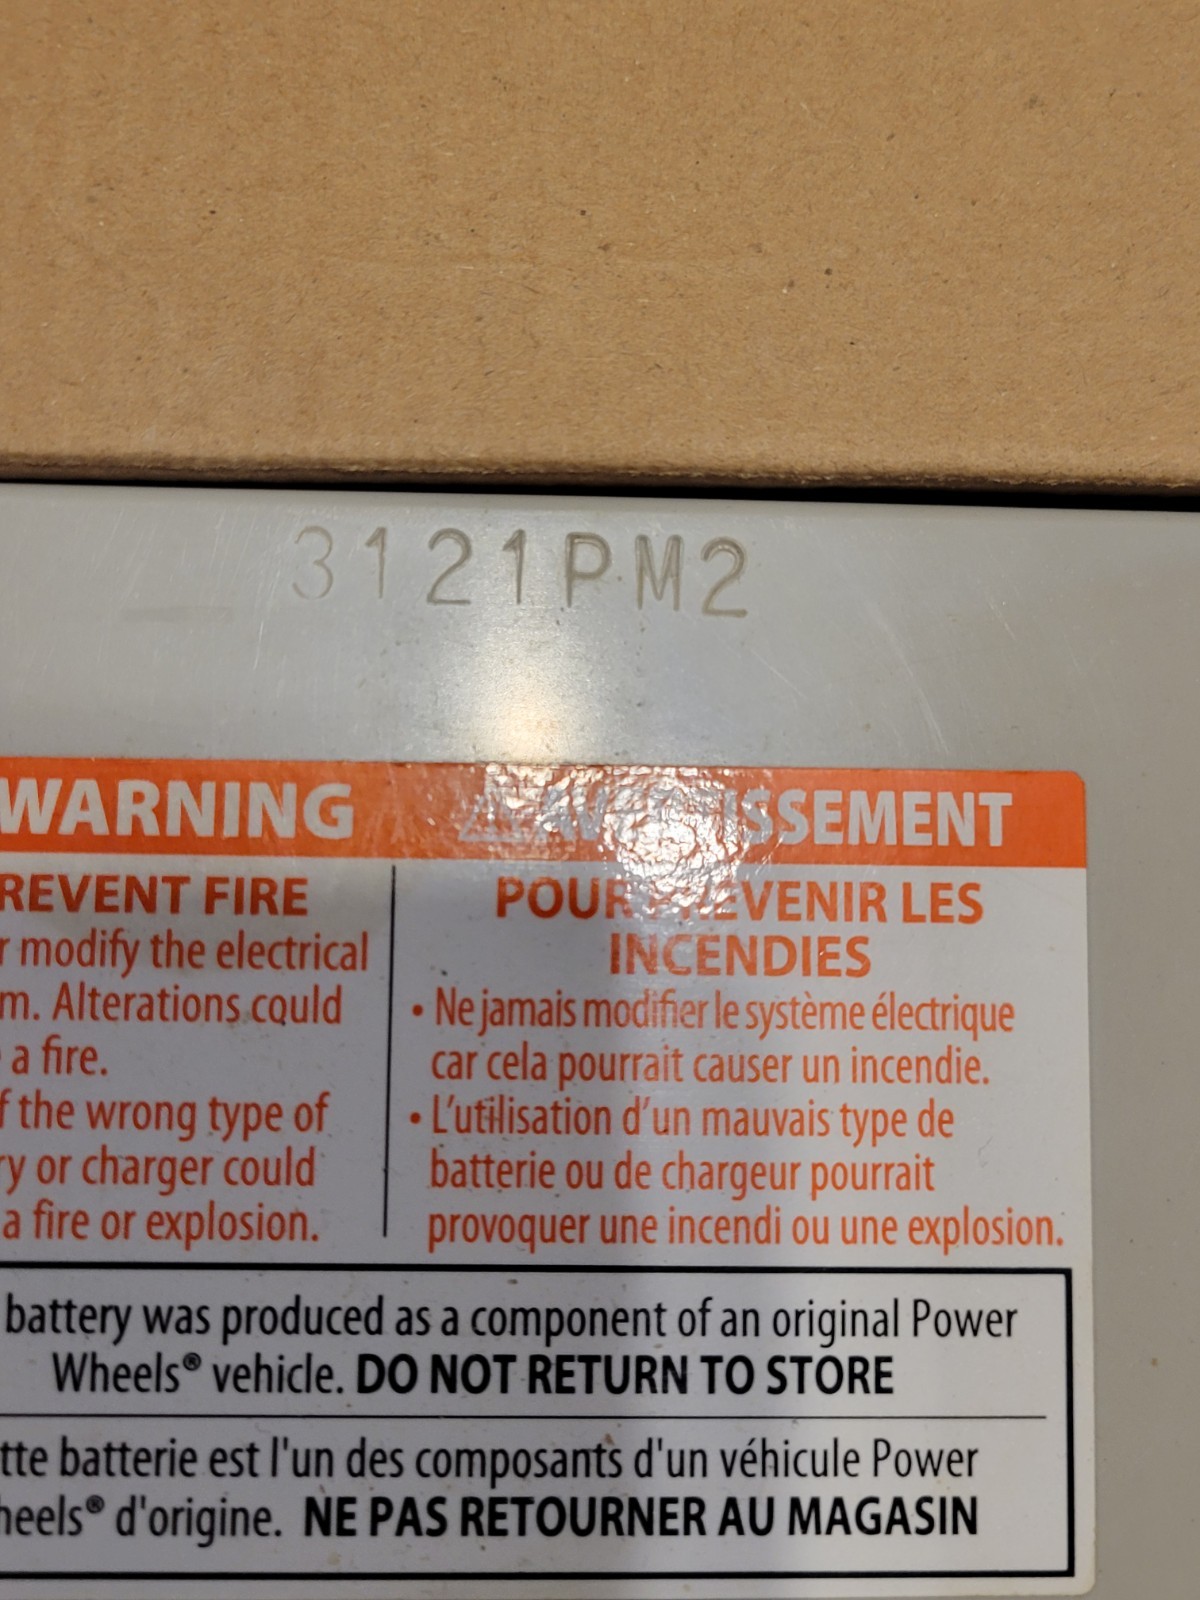 3121PM2
WARNING
AVERTISSEMENT
REVENT FIRE
r modify the electrical
m. Alterations could
a fire.
f the wrong type of
ry or charger could
a fire or explosion.
POUR PRÉVENIR LES
INCENDIES
• Ne jamais modifier le système électrique
car cela pourrait causer un incendie.
• L'utilisation d'un mauvais type de
batterie ou de chargeur pourrait
provoquer une incendi ou une explosion.
battery was produced as a component of an original Power
Wheels® vehicle. DO NOT RETURN TO STORE
tte batterie est l'un des composants d'un véhicule Power
heels® d'origine. NE PAS RETOURNER AU MAGASIN